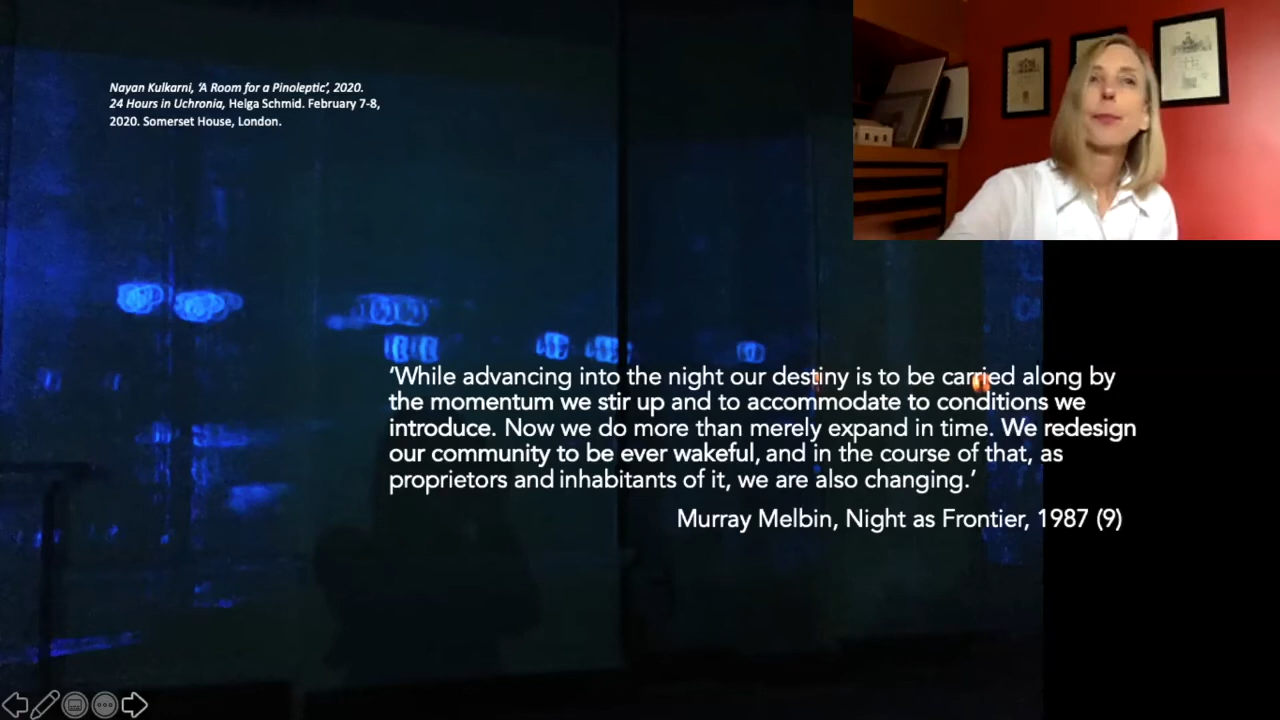 Nayan Kulkarni, ‘A Room for a Pinoleptic’, 2020.
24 Hours in Uchronia, Helga Schmid. February 7-8,
2020. Somerset House, London.
‘While advancing into the night our destiny is to be carried along by
the momentum we stir up and to accommodate to conditions we
introduce. Now we do more than merely expand in time. We redesign
our community to be ever wakeful, and in the course of that, as
proprietors and inhabitants of it, we are also changing.’
Murray Melbin, Night as Frontier, 1987 (9)